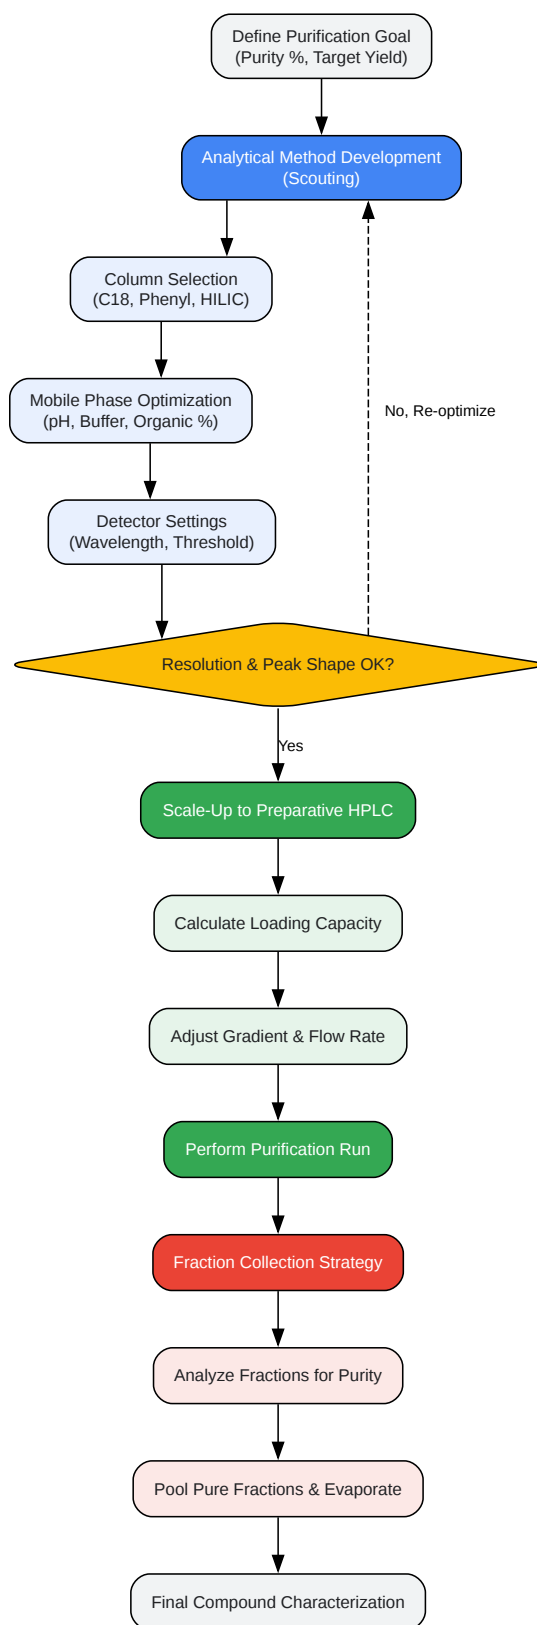 Define Purification Goal
(Purity %, Target Yield)
Analytical Method Development
(Scouting)
Column Selection
(C18, Phenyl, HILIC)
Mobile Phase Optimization
(pH, Buffer, Organic %)
No, Re-optimize
Detector Settings
(Wavelength, Threshold)
Resolution & Peak Shape OK?
Yes
Scale-Up to Preparative HPLC
Calculate Loading Capacity
Adjust Gradient & Flow Rate
Perform Purification Run
Fraction Collection Strategy
Analyze Fractions for Purity
Pool Pure Fractions & Evaporate
Final Compound Characterization